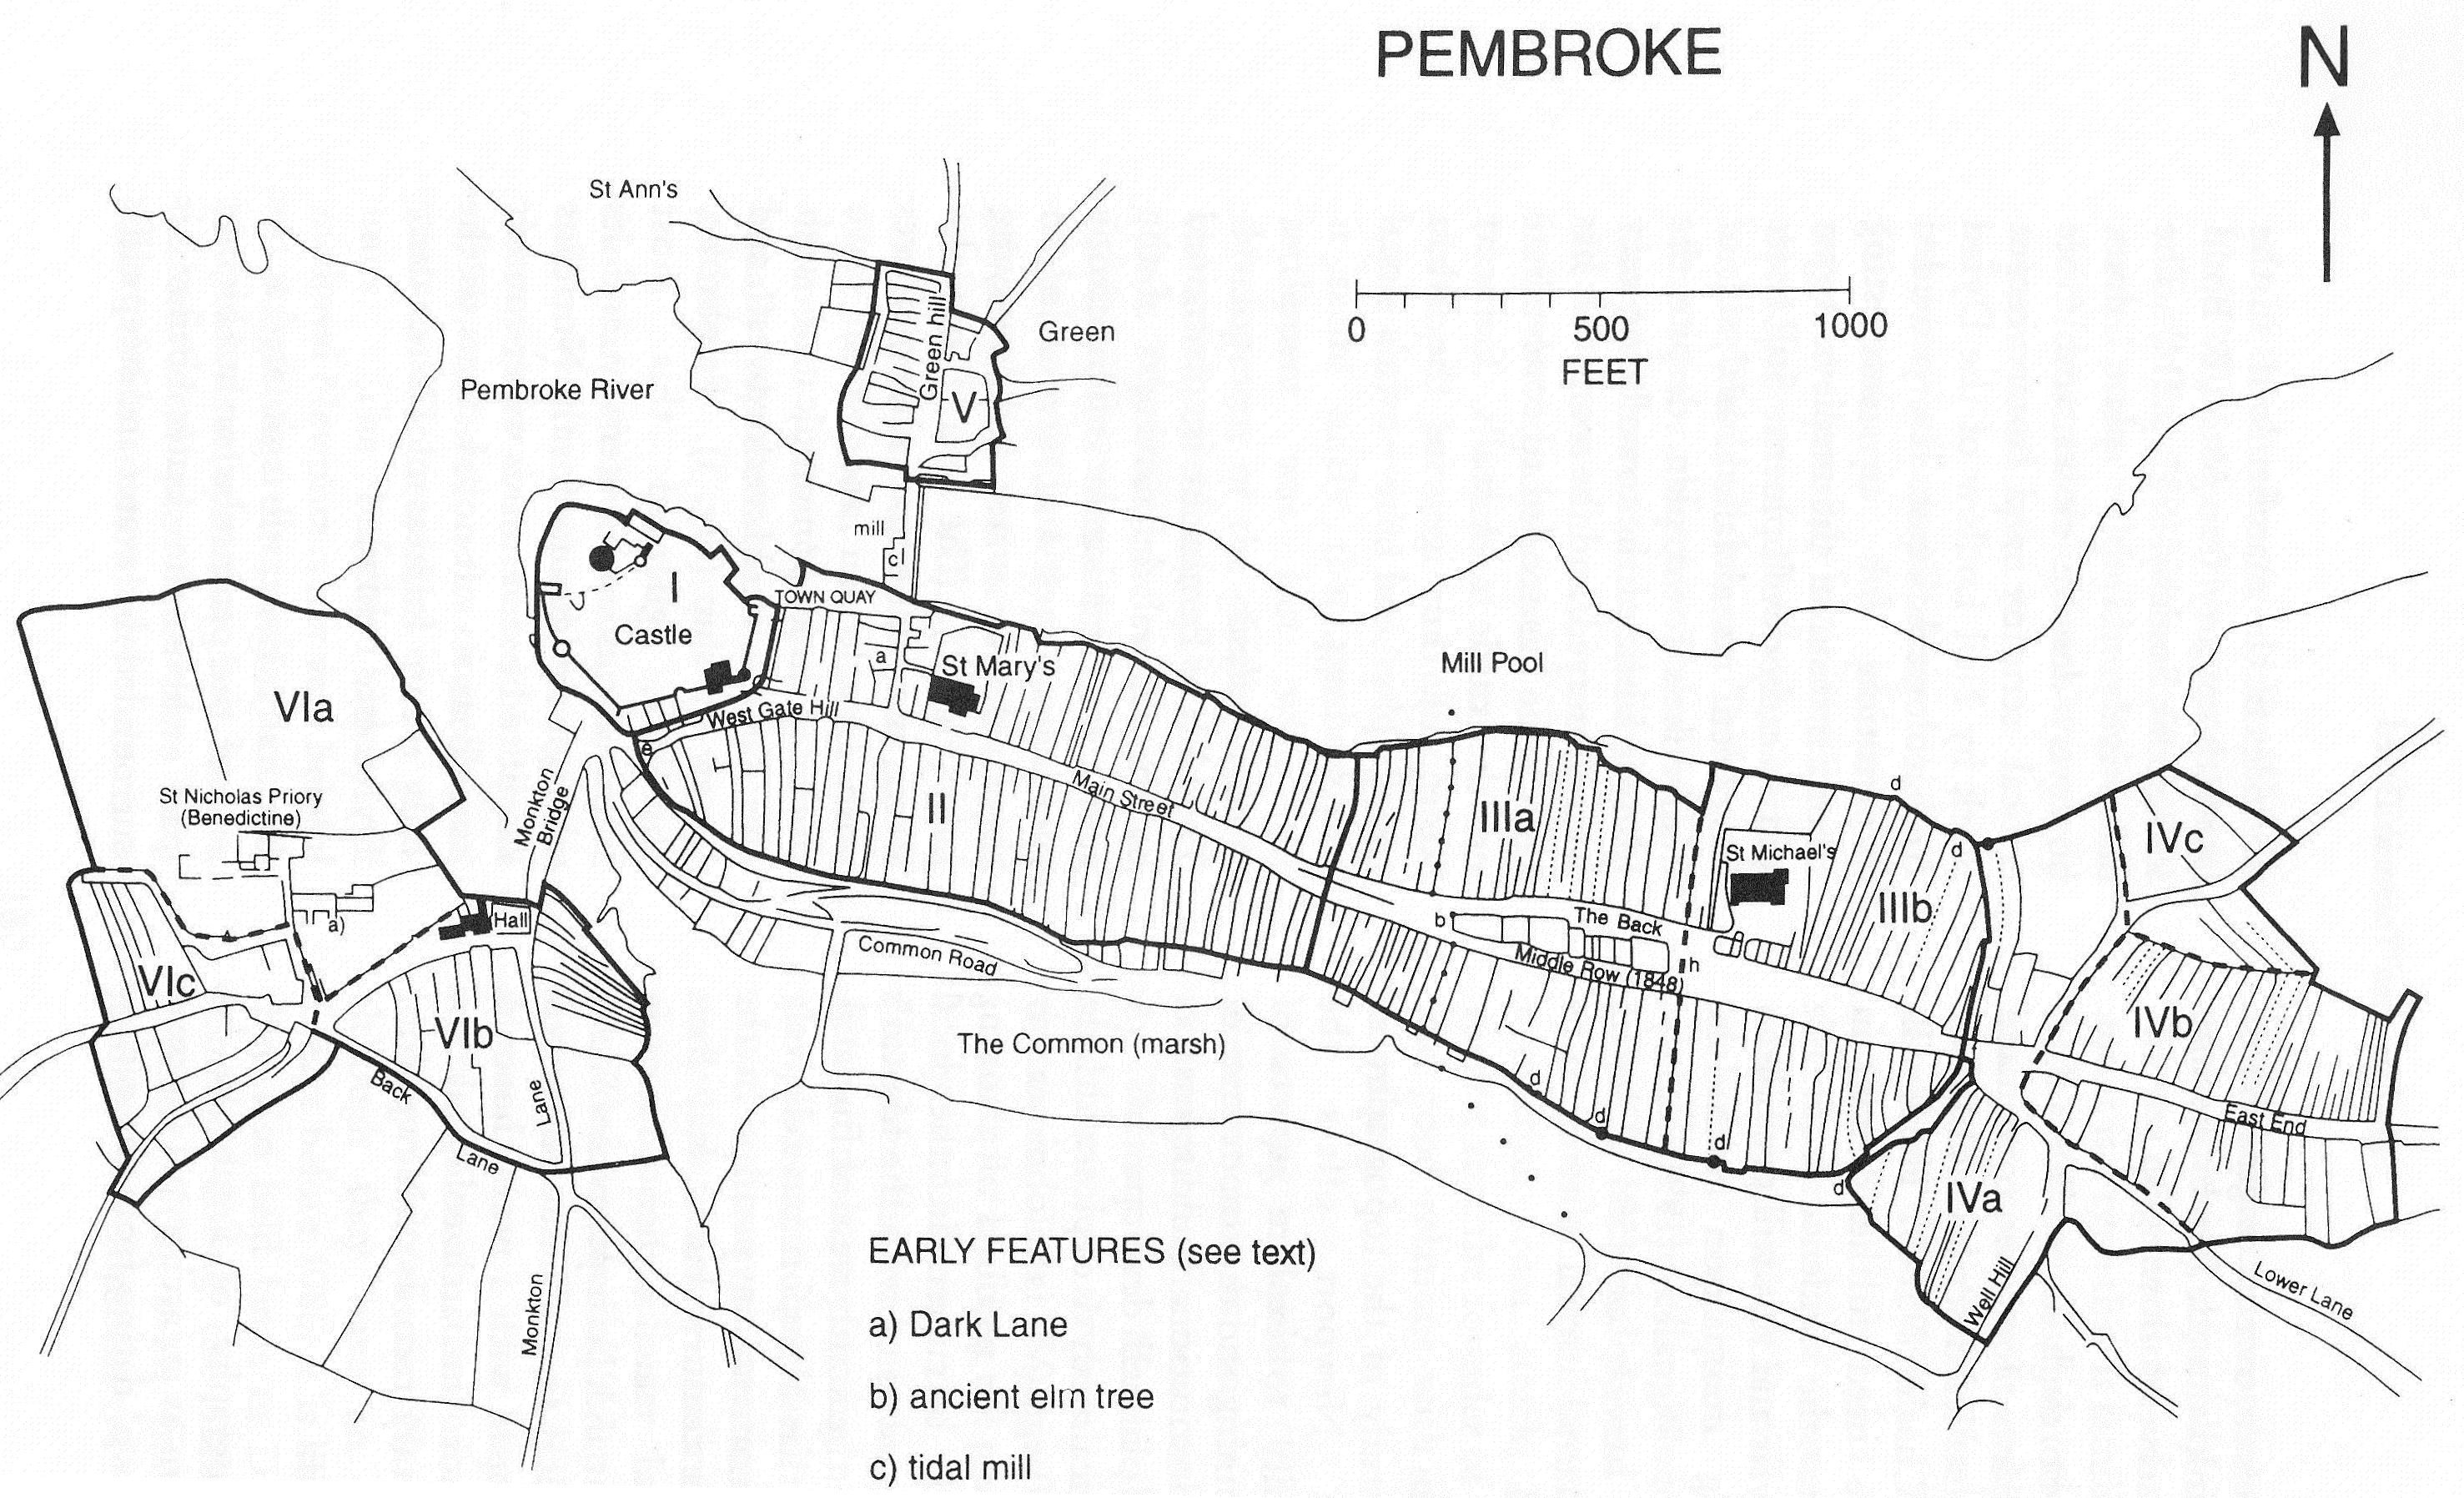 PEMBROKE
N
St Ann's
Green hill
Green
0 500 1000
FEET
Pembroke River
V
mill
c
I
Castle
TOWN QUAY
a
St Mary's
Mill Pool
VIa
West Gate Hill
e
Main Street
II
IIIa
d
d
IVc
St Nicholas Priory
(Benedictine)
Monkton
Bridge
St Michael's
IIIb
Hall
a)
b
The Back
Middle Row (1848)
h
Common Road
VIc
VIb
The Common (marsh)
IVb
Back
Lane
Lane
d
d
d
d
East End
IVa
Well Hill
Lower Lane
Monkton
EARLY FEATURES (see text)
a) Dark Lane
b) ancient elm tree
c) tidal mill